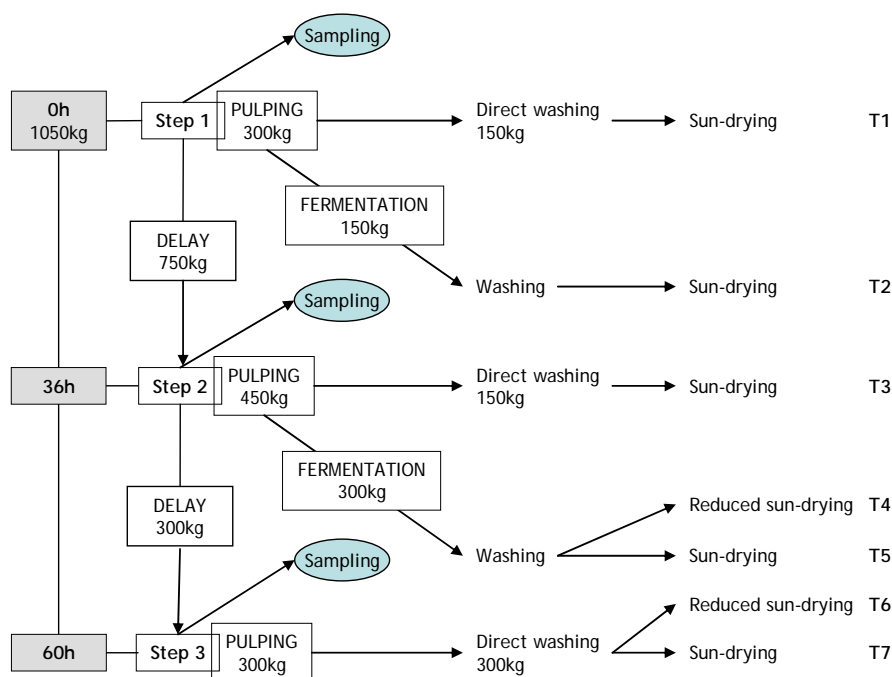 Sampling
0h
1050kg
Step 1
PULPING
300kg
Direct washing
150kg
Sun-drying
T1
FERMENTATION
150kg
DELAY
750kg
Washing
Sun-drying
T2
Sampling
36h
Step 2
PULPING
450kg
Direct washing
150kg
Sun-drying
T3
FERMENTATION
300kg
DELAY
300kg
Reduced sun-drying
T4
Sampling
Washing
Sun-drying
T5
Reduced sun-drying
T6
60h
Step 3
PULPING
300kg
Direct washing
300kg
Sun-drying
T7